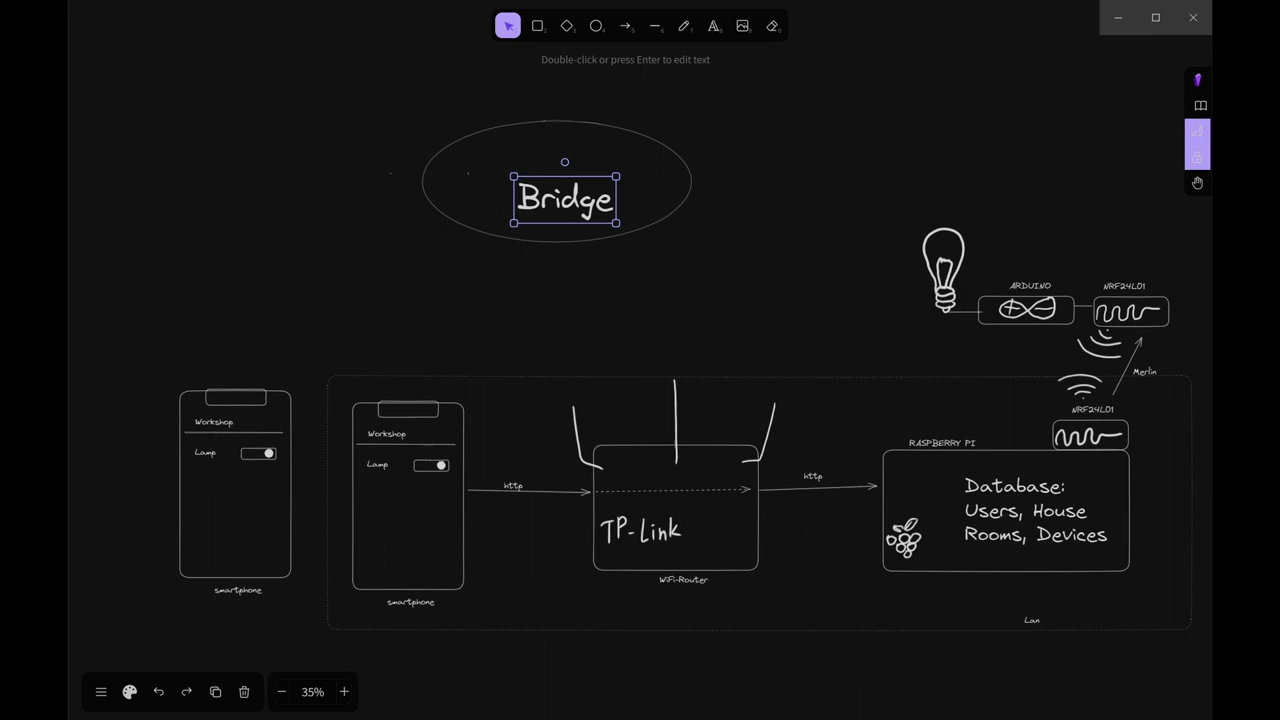 Double-click or press Enter to edit text
Bridge
ARDUINO
NRF24L01
Merlin
NRF24L01
Workshop
Lamp
smartphone
Workshop
Lamp
smartphone
http
TP-Link
WiFi-Router
http
RASPBERRY PI
Database:
Users, House
Rooms, Devices
Lan
35%